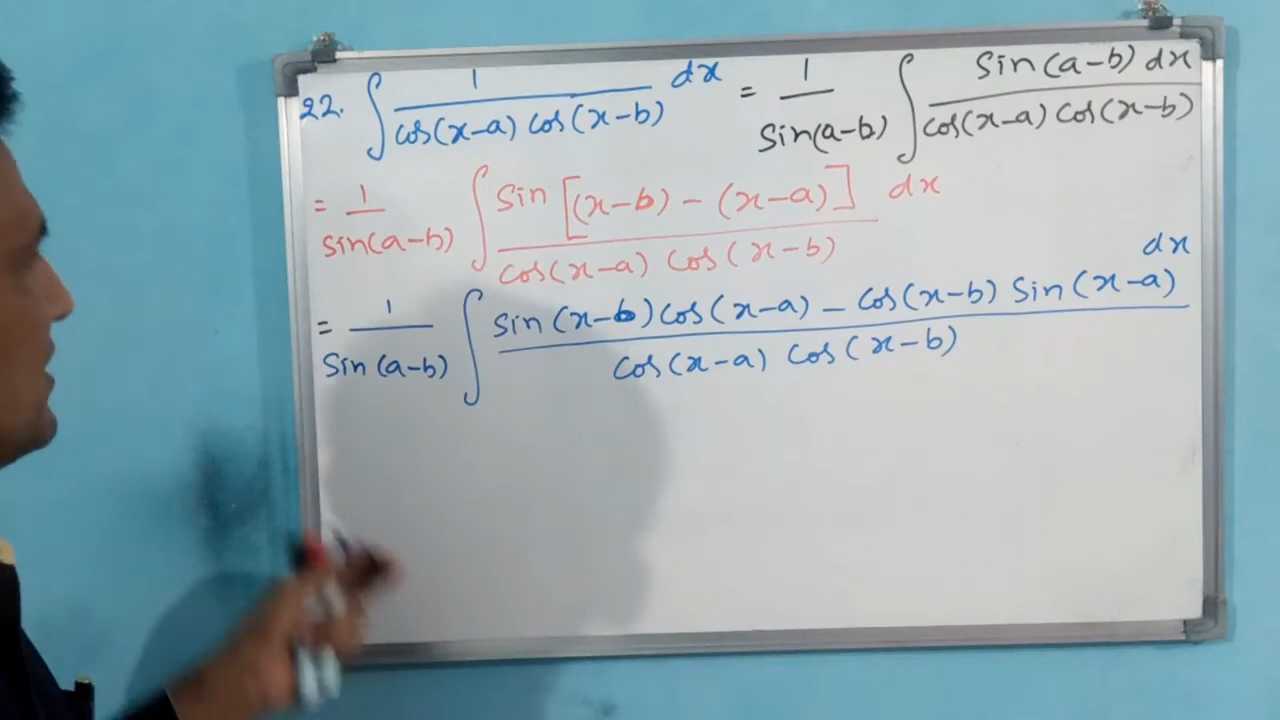 22. ∫ 1/(cos(x-a) cos(x-b)) dx = 1/Sin(a-b) ∫ Sin(a-b) dx/(cos(x-a) cos(x-b))
= 1/Sin(a-b) ∫ Sin [(x-b) - (x-a)]/(cos(x-a) cos(x-b)) dx
= 1/Sin(a-b) ∫ Sin(x-b) cos(x-a) - cos(x-b) Sin(x-a)/(cos(x-a) cos(x-b)) dx